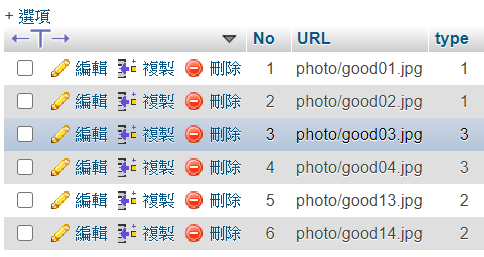 + 選項
←T→ No URL type
編輯 複製 刪除 1 photo/good01.jpg 1
編輯 複製 刪除 2 photo/good02.jpg 1
編輯 複製 刪除 3 photo/good03.jpg 3
編輯 複製 刪除 4 photo/good04.jpg 3
編輯 複製 刪除 5 photo/good13.jpg 2
編輯 複製 刪除 6 photo/good14.jpg 2